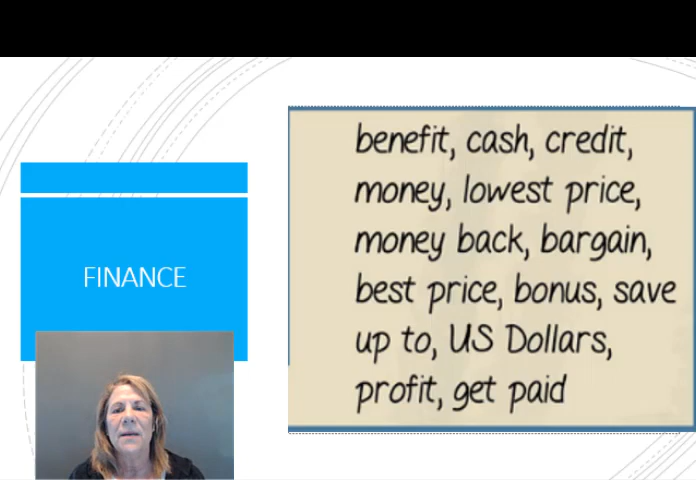 FINANCE
benefit, cash, credit,
money, lowest price,
money back, bargain,
best price, bonus, save
up to, US Dollars,
profit, get paid